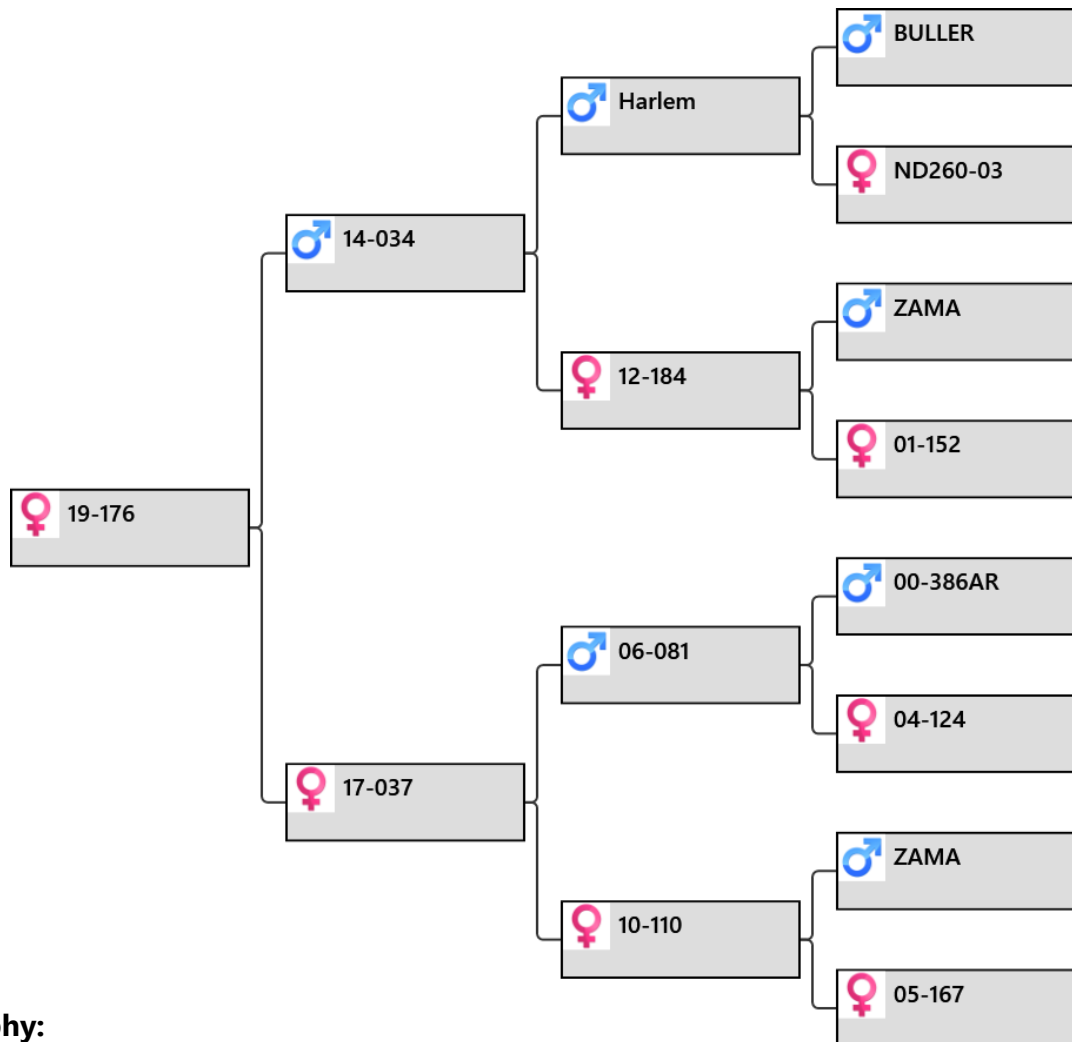 BULLER
Harlem
ND260-03
14-034
ZAMA
12-184
01-152
19-176
00-386AR
06-081
04-124
17-037
ZAMA
10-110
05-167
phy: